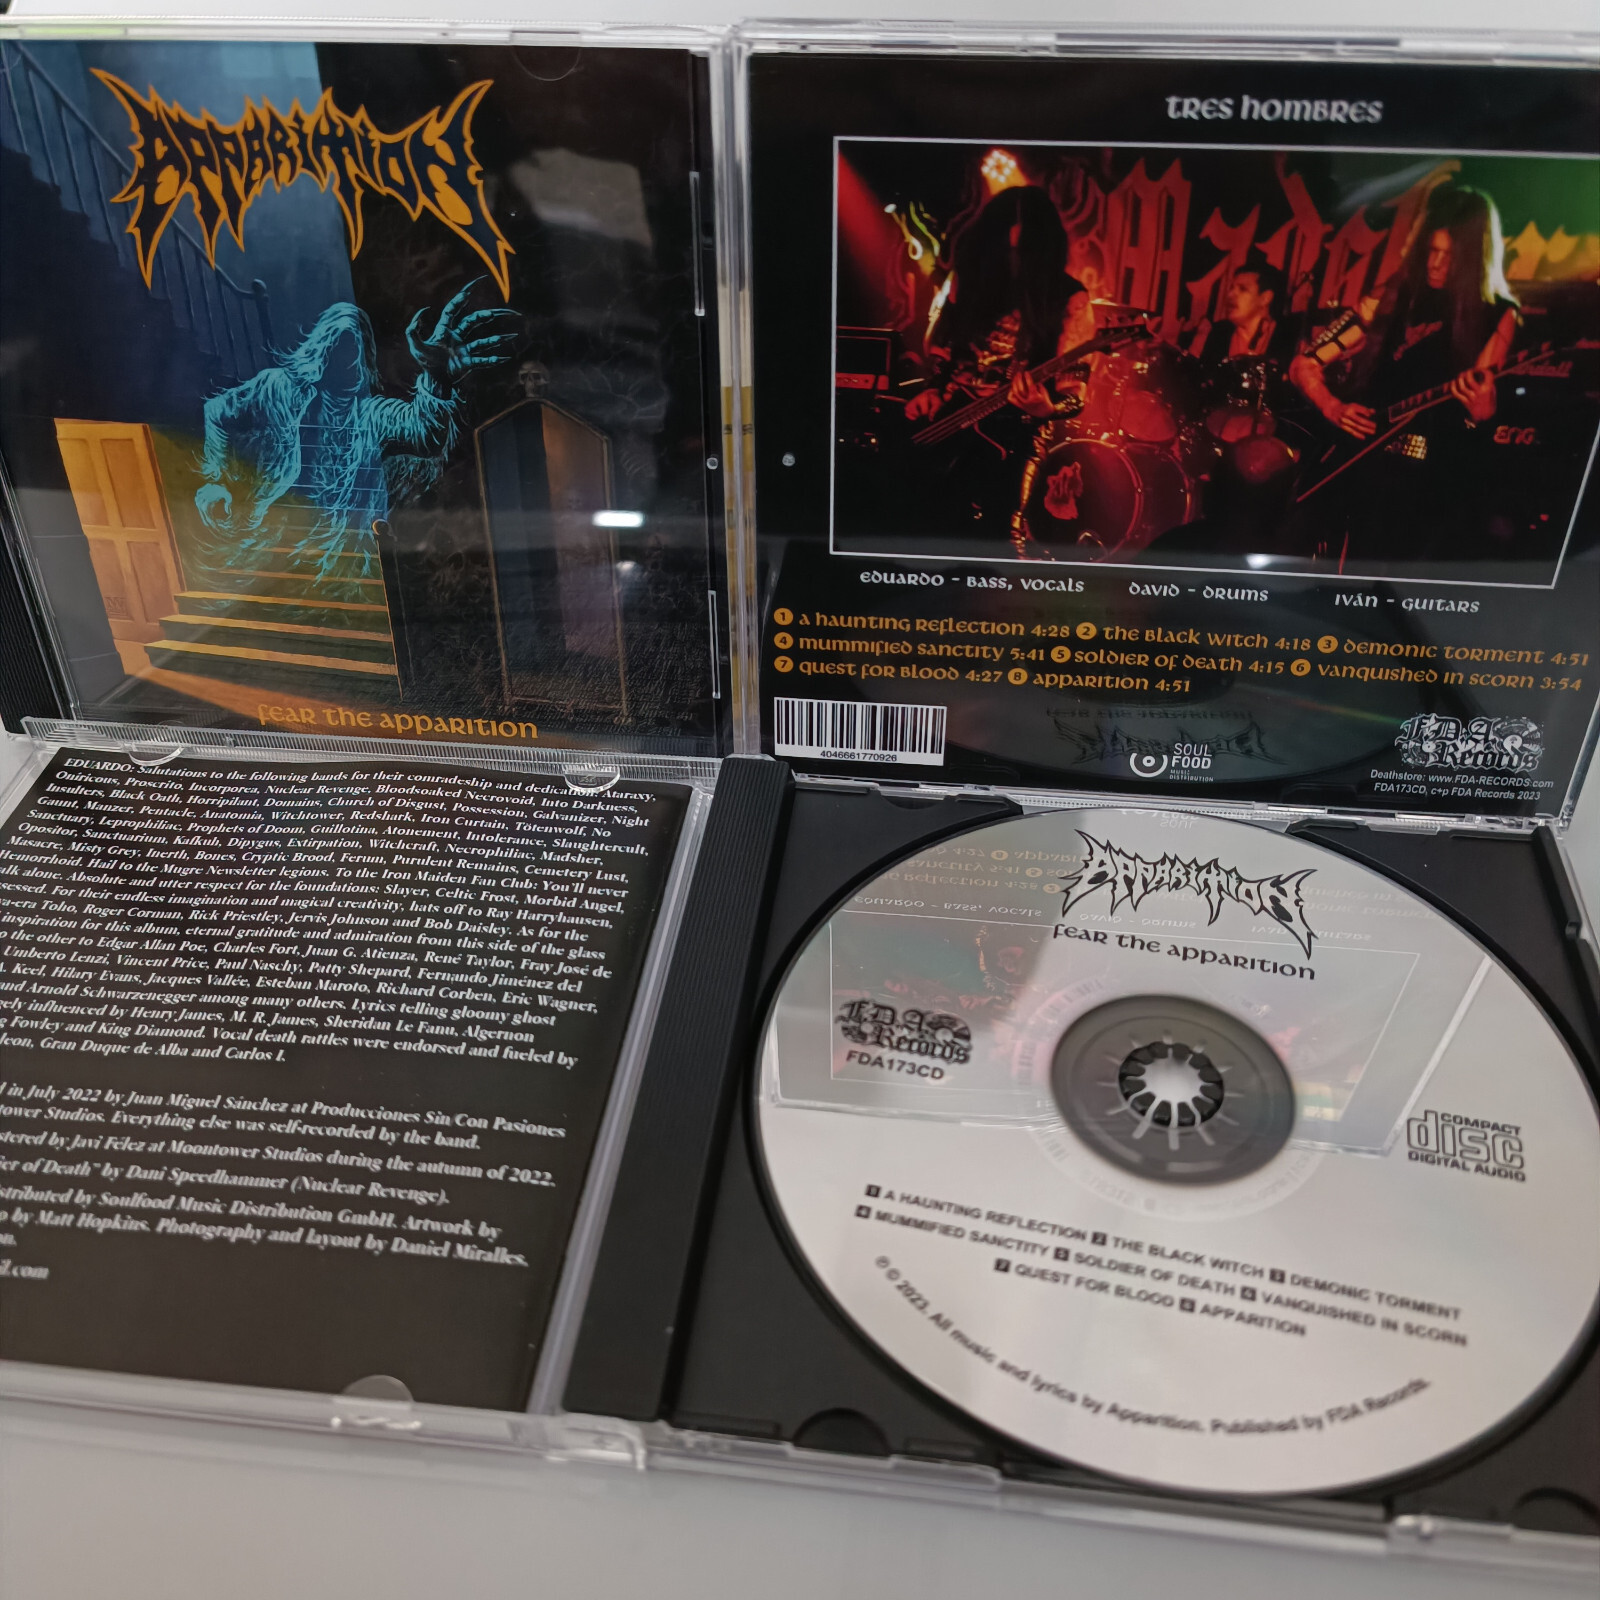 APPARITION
fear the apparition
tres hombres
eduardo - bass, vocals
david - drums
iván - guitars
1 a haunting reflection 4:28 2 the black witch 4:18 3 demonic torment 4:51
4 mummified sanctity 5:41 5 soldier of death 4:15 6 vanquished in scorn 3:54
7 quest for blood 4:27 8 apparition 4:51
4046661770926
SOUL
FOOD
MUSIC
DISTRIBUTION
F.D.A.
Records
Deathstore: www.FDA-RECORDS.com
FDA173CD, c+p FDA Records 2023
ENGL
EDUARDO: Salutations to the following bands for their comradeship and dedication: Ataraxy,
Oniricous, Proscrito, Incorporea, Nuclear Revenge, Bloodsoaked Necrovoid, Into Darkness,
Insulters, Black Oath, Horripilant, Domains, Church of Disgust, Possession, Galvanizer, Night
Gaunt, Manzer, Pentacle, Anatomia, Witchtower, Redshark, Iron Curtain, Tötenwolf, No
Sanctuary, Leprophiliac, Prophets of Doom, Guillotina, Atonement, Intolerance, Slaughtercult,
Opositor, Sanctuarium, Kafkuh, Dipygus, Extirpation, Witchcraft, Necrophiliac, Madsher,
Masacre, Misty Grey, Inerth, Bones, Cryptic Brood, Ferum, Purulent Remains, Cemetery Lust,
Hemorrhoid. Hail to the Mugre Newsletter legions. To the Iron Maiden Fan Club: You'll never
alk alone. Absolute and utter respect for the foundations: Slayer, Celtic Frost, Morbid Angel,
ssessed. For their endless imagination and magical creativity, hats off to Ray Harryhausen,
va-era Toho, Roger Corman, Rick Priestley, Jervis Johnson and Bob Daisley. As for the
inspiration for this album, eternal gratitude and admiration from this side of the glass
o the other to Edgar Allan Poe, Charles Fort, Juan G. Atienza, René Taylor, Fray José de
Umberto Lenzi, Vincent Price, Paul Naschy, Patty Shepard, Fernando Jiménez del
A. Keel, Hilary Evans, Jacques Vallée, Esteban Maroto, Richard Corben, Eric Wagner,
and Arnold Schwarzenegger among many others. Lyrics telling gloomy ghost
gely influenced by Henry James, M. R. James, Sheridan Le Fanu, Algernon
g Fowley and King Diamond. Vocal death rattles were endorsed and fueled by
leon, Gran Duque de Alba and Carlos I.
d in July 2022 by Juan Miguel Sánchez at Producciones Sin/Con Pasiones
tower Studios. Everything else was self-recorded by the band.
stered by Javi Félez at Moontower Studios during the autumn of 2022.
ier of Death" by Dani Speedhammer (Nuclear Revenge).
istributed by Soulfood Music Distribution GmbH. Artwork by
o by Matt Hopkins. Photography and layout by Daniel Miralles.
on.
il.com
APPARITION
fear the apparition
F.D.A.
Records
FDA173CD
COMPACT
disc
DIGITAL AUDIO
1 A HAUNTING REFLECTION 2 THE BLACK WITCH 3 DEMONIC TORMENT
4 MUMMIFIED SANCTITY 5 SOLDIER OF DEATH 6 VANQUISHED IN SCORN
7 QUEST FOR BLOOD 8 APPARITION
℗ © 2023. All music and lyrics by Apparition. Published by FDA Records.